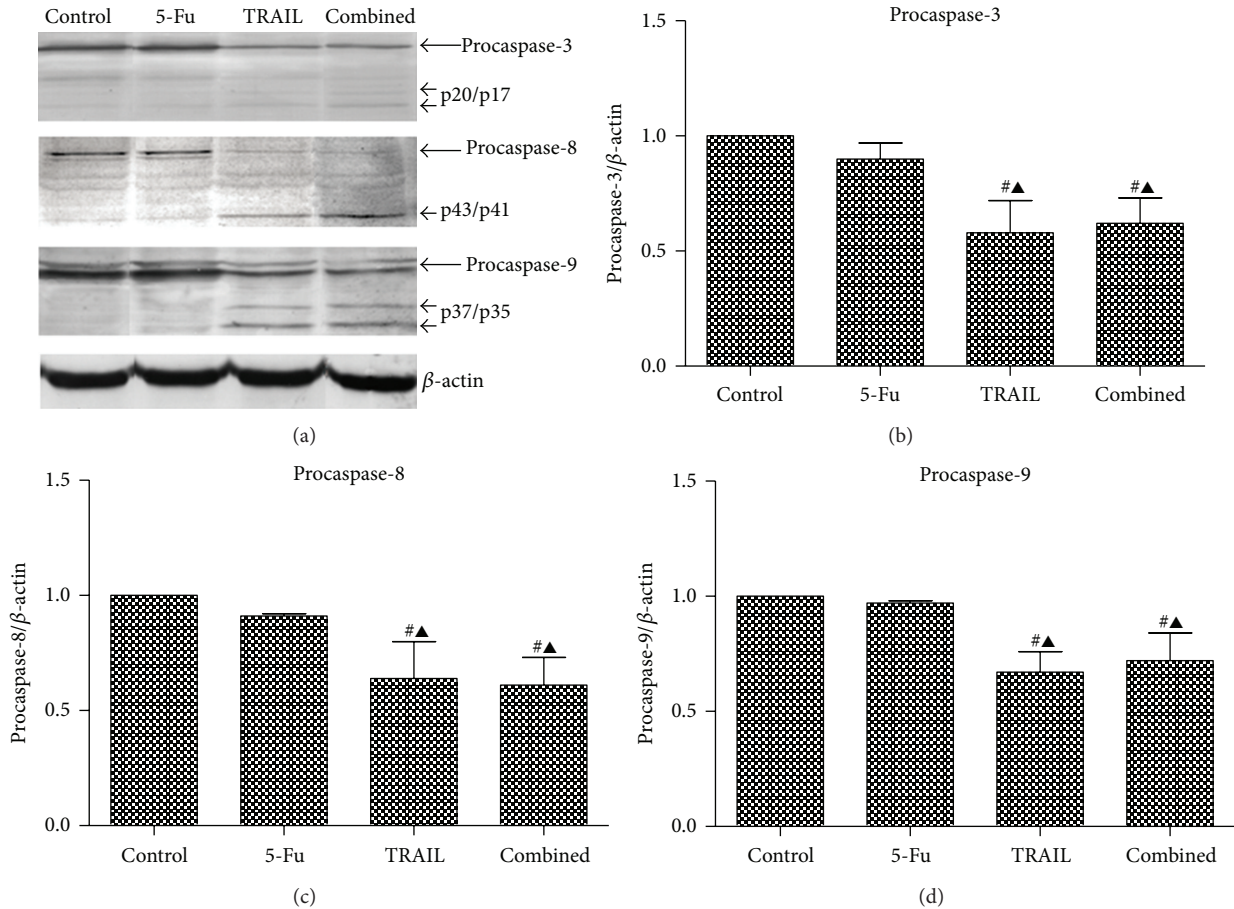 Control 5-Fu TRAIL Combined
Procaspase-3
p20/p17
Procaspase-8
p43/p41
Procaspase-9
p37/p35
β-actin
(a)
Procaspase-3
Procaspase-3/β-actin
1.5
1.0
0.5
0.0
#▲
#▲
Control 5-Fu TRAIL Combined
(b)
Procaspase-8
Procaspase-8/β-actin
1.5
1.0
0.5
0.0
#▲
#▲
Control 5-Fu TRAIL Combined
(c)
Procaspase-9
Procaspase-9/β-actin
1.5
1.0
0.5
0.0
#▲
#▲
Control 5-Fu TRAIL Combined
(d)